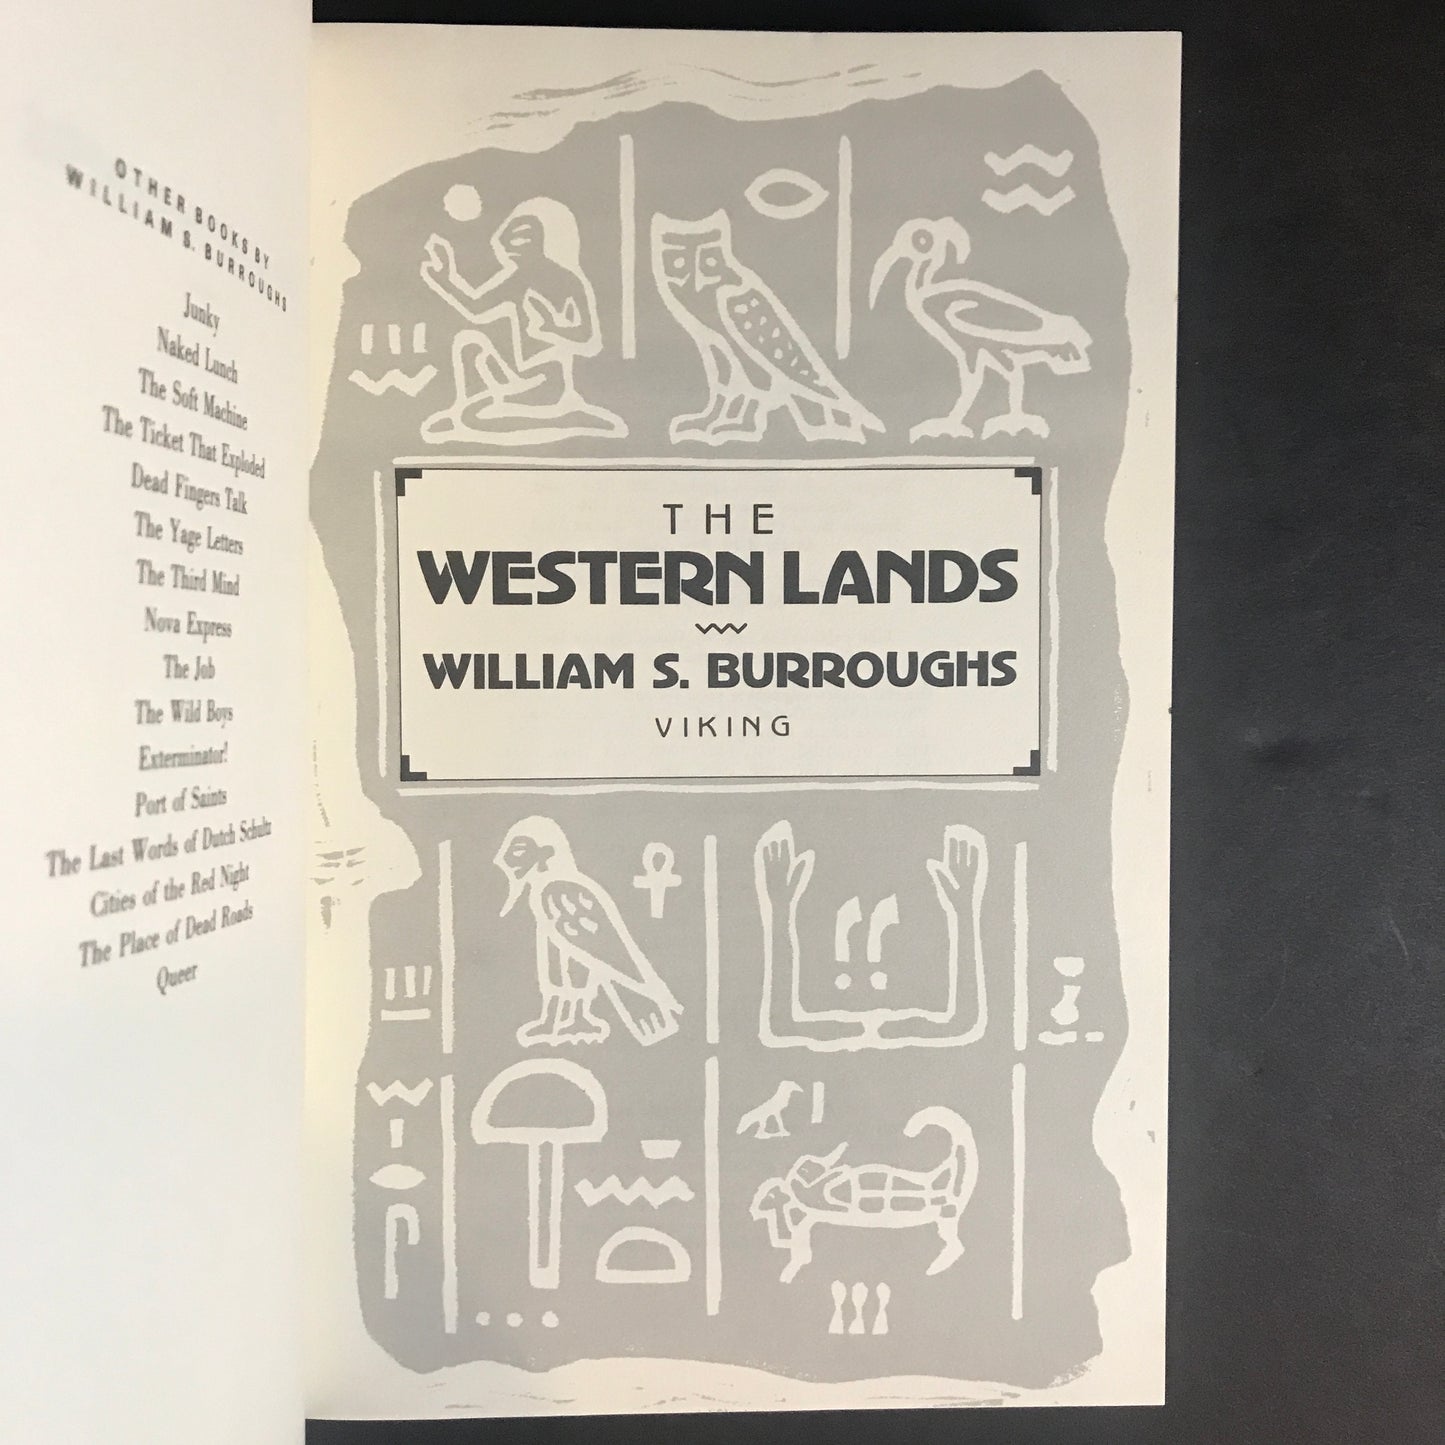 OTHER BOOKS BY
WILLIAM S. BURROUGHS
Junky
Naked Lunch
The Soft Machine
The Ticket That Exploded
Dead Fingers Talk
The Yage Letters
The Third Mind
Nova Express
The Job
The Wild Boys
Exterminator!
Port of Saints
The Last Words of Dutch Schultz
Cities of the Red Night
The Place of Dead Roads
Queer
THE
WESTERN LANDS
WILLIAM S. BURROUGHS
VIKING